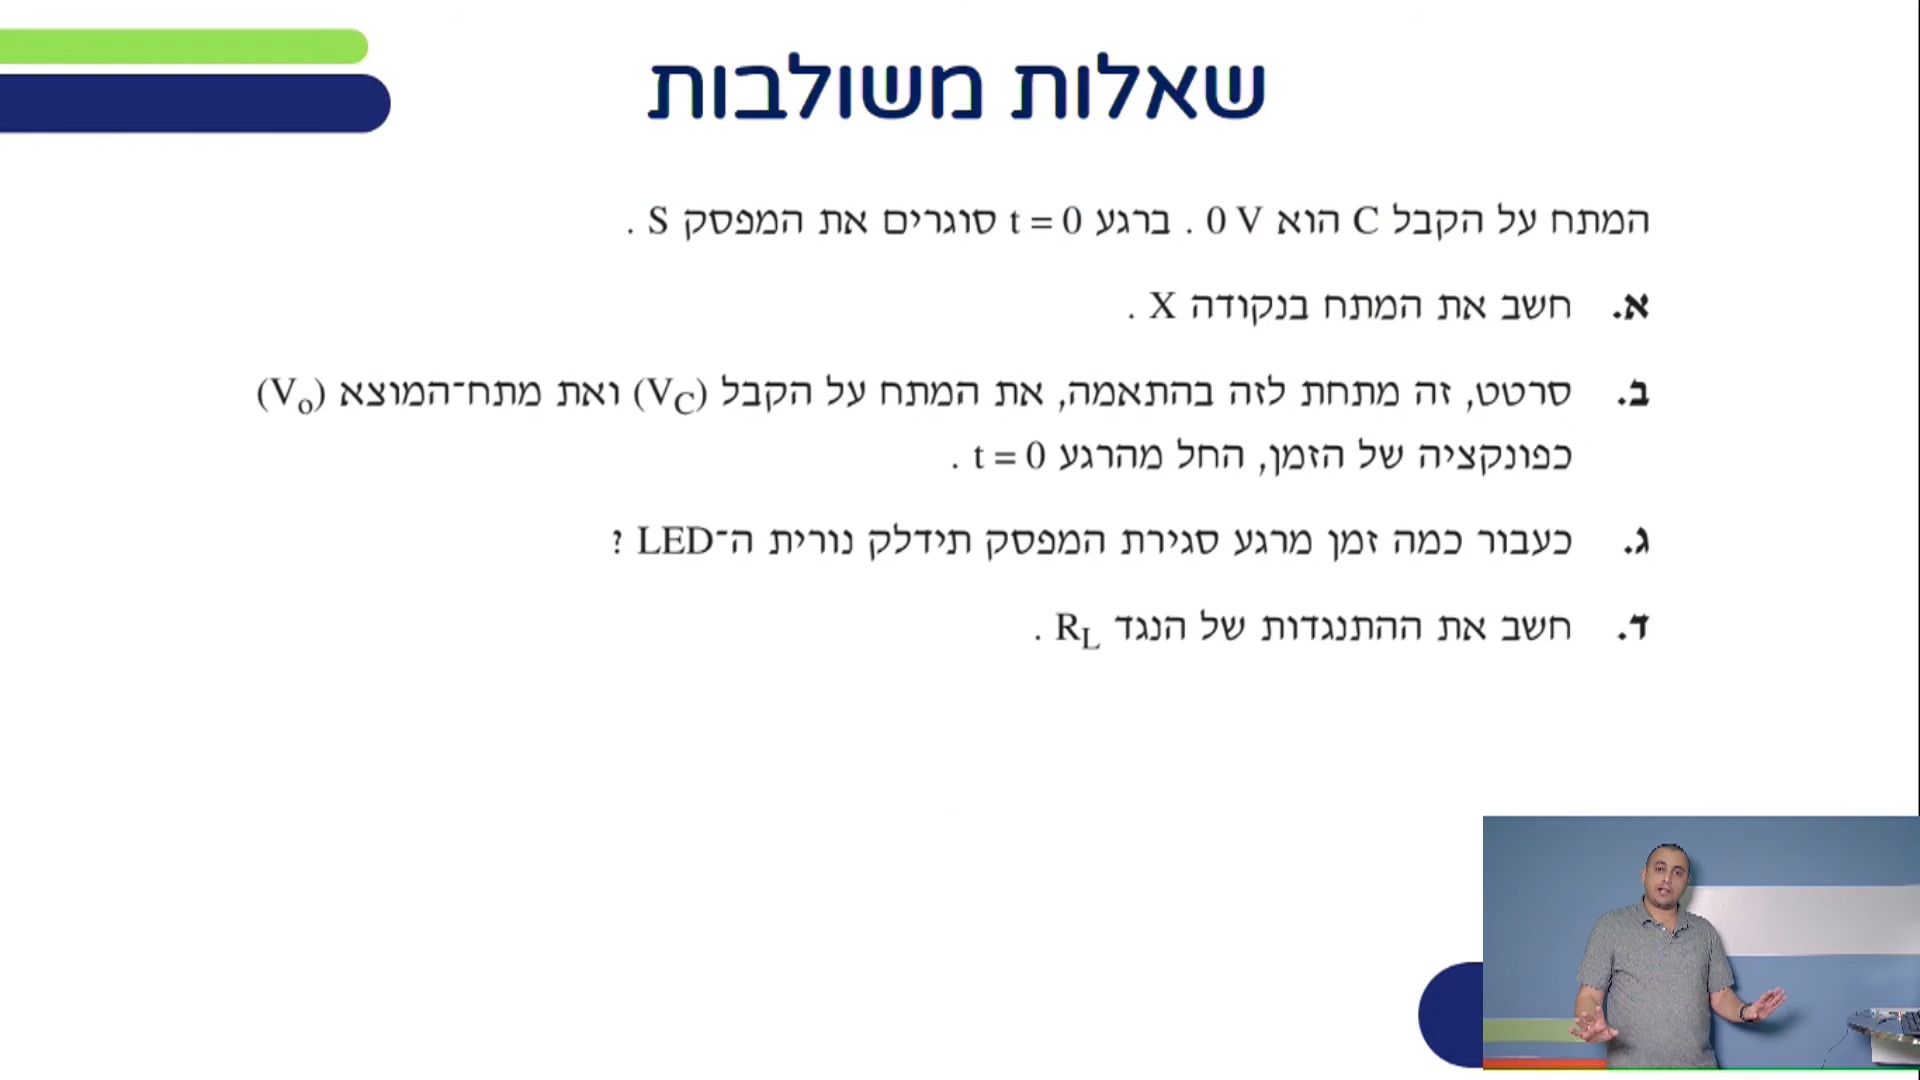 שאלות משולבות
המתח על הקבל C הוא 0 V . ברגע t = 0 סוגרים את המפסק S .
א. חשב את המתח בנקודה X .
ב. סרטט, זה מתחת לזה בהתאמה, את המתח על הקבל (VC) ואת מתח־המוצא (Vo)
כפונקציה של הזמן, החל מהרגע t = 0 .
ג. כעבור כמה זמן מרגע סגירת המפסק תידלק נורית ה־LED ?
ד. חשב את ההתנגדות של הנגד RL .